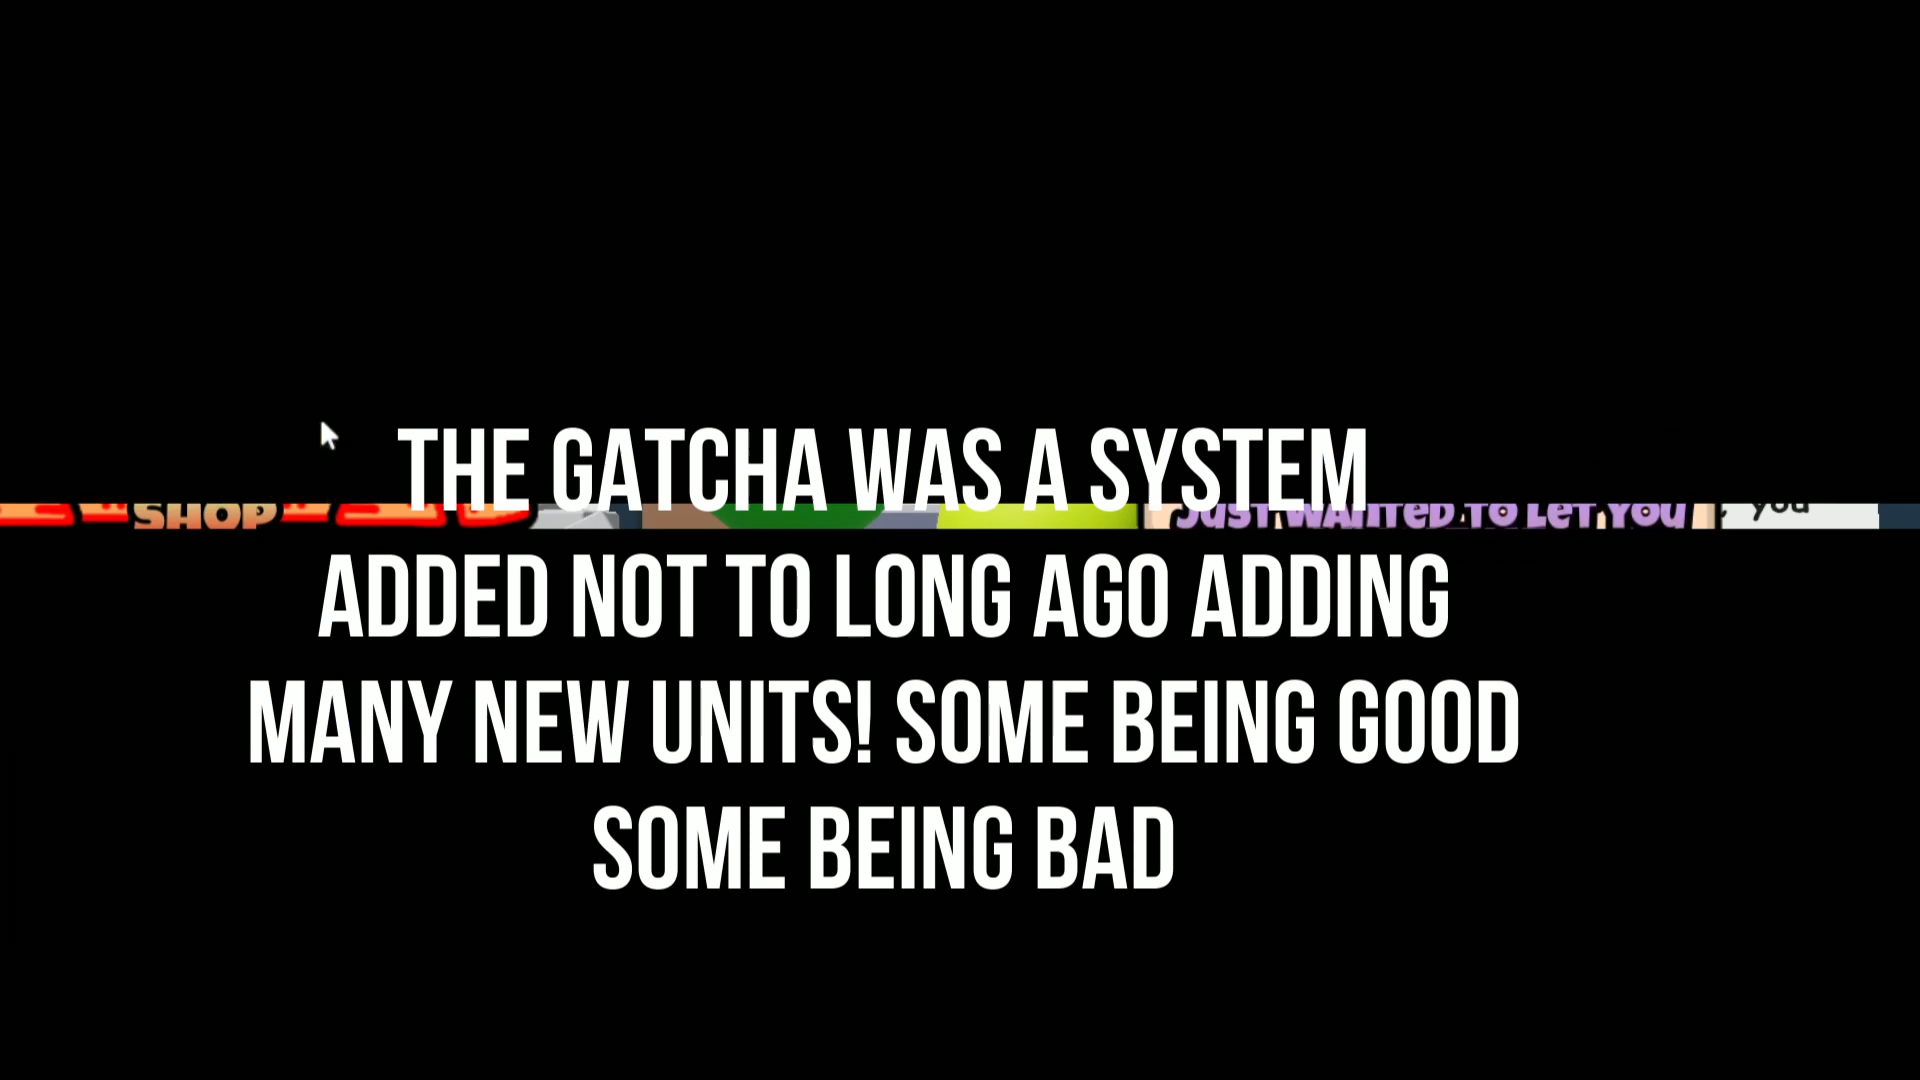 THE GATCHA WAS A SYSTEM
SHOP
JUST WANTED TO LET YOU
you
ADDED NOT TO LONG AGO ADDING
MANY NEW UNITS! SOME BEING GOOD
SOME BEING BAD